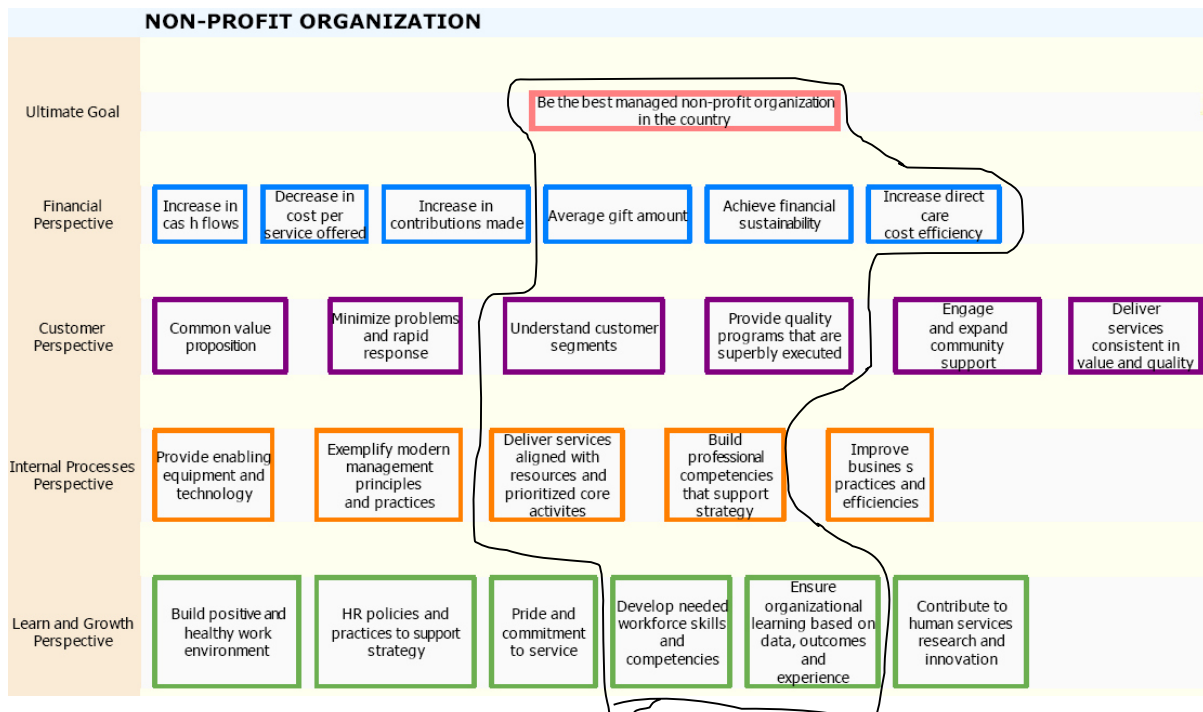 NON-PROFIT ORGANIZATION
Ultimate Goal
Be the best managed non-profit organization
in the country
Financial
Perspective
Increase in
cas h flows
Decrease in
cost per
service offered
Increase in
contributions made
Average gift amount
Achieve financial
sustainability
Increase direct
care
cost efficiency
Customer
Perspective
Common value
proposition
Minimize problems
and rapid
response
Understand customer
segments
Provide quality
programs that are
superbly executed
Engage
and expand
community
support
Deliver
services
consistent in
value and quality
Internal Processes
Perspective
Provide enabling
equipment and
technology
Exemplify modern
management
principles
and practices
Deliver services
aligned with
resources and
prioritized core
activites
Build
professional
competencies
that support
strategy
Improve
busines s
practices and
efficiencies
Learn and Growth
Perspective
Build positive and
healthy work
environment
HR policies and
practices to support
strategy
Pride and
commitment
to service
Develop needed
workforce skills
and
competencies
Ensure
organizational
learning based on
data, outcomes
and
experience
Contribute to
human services
research and
innovation